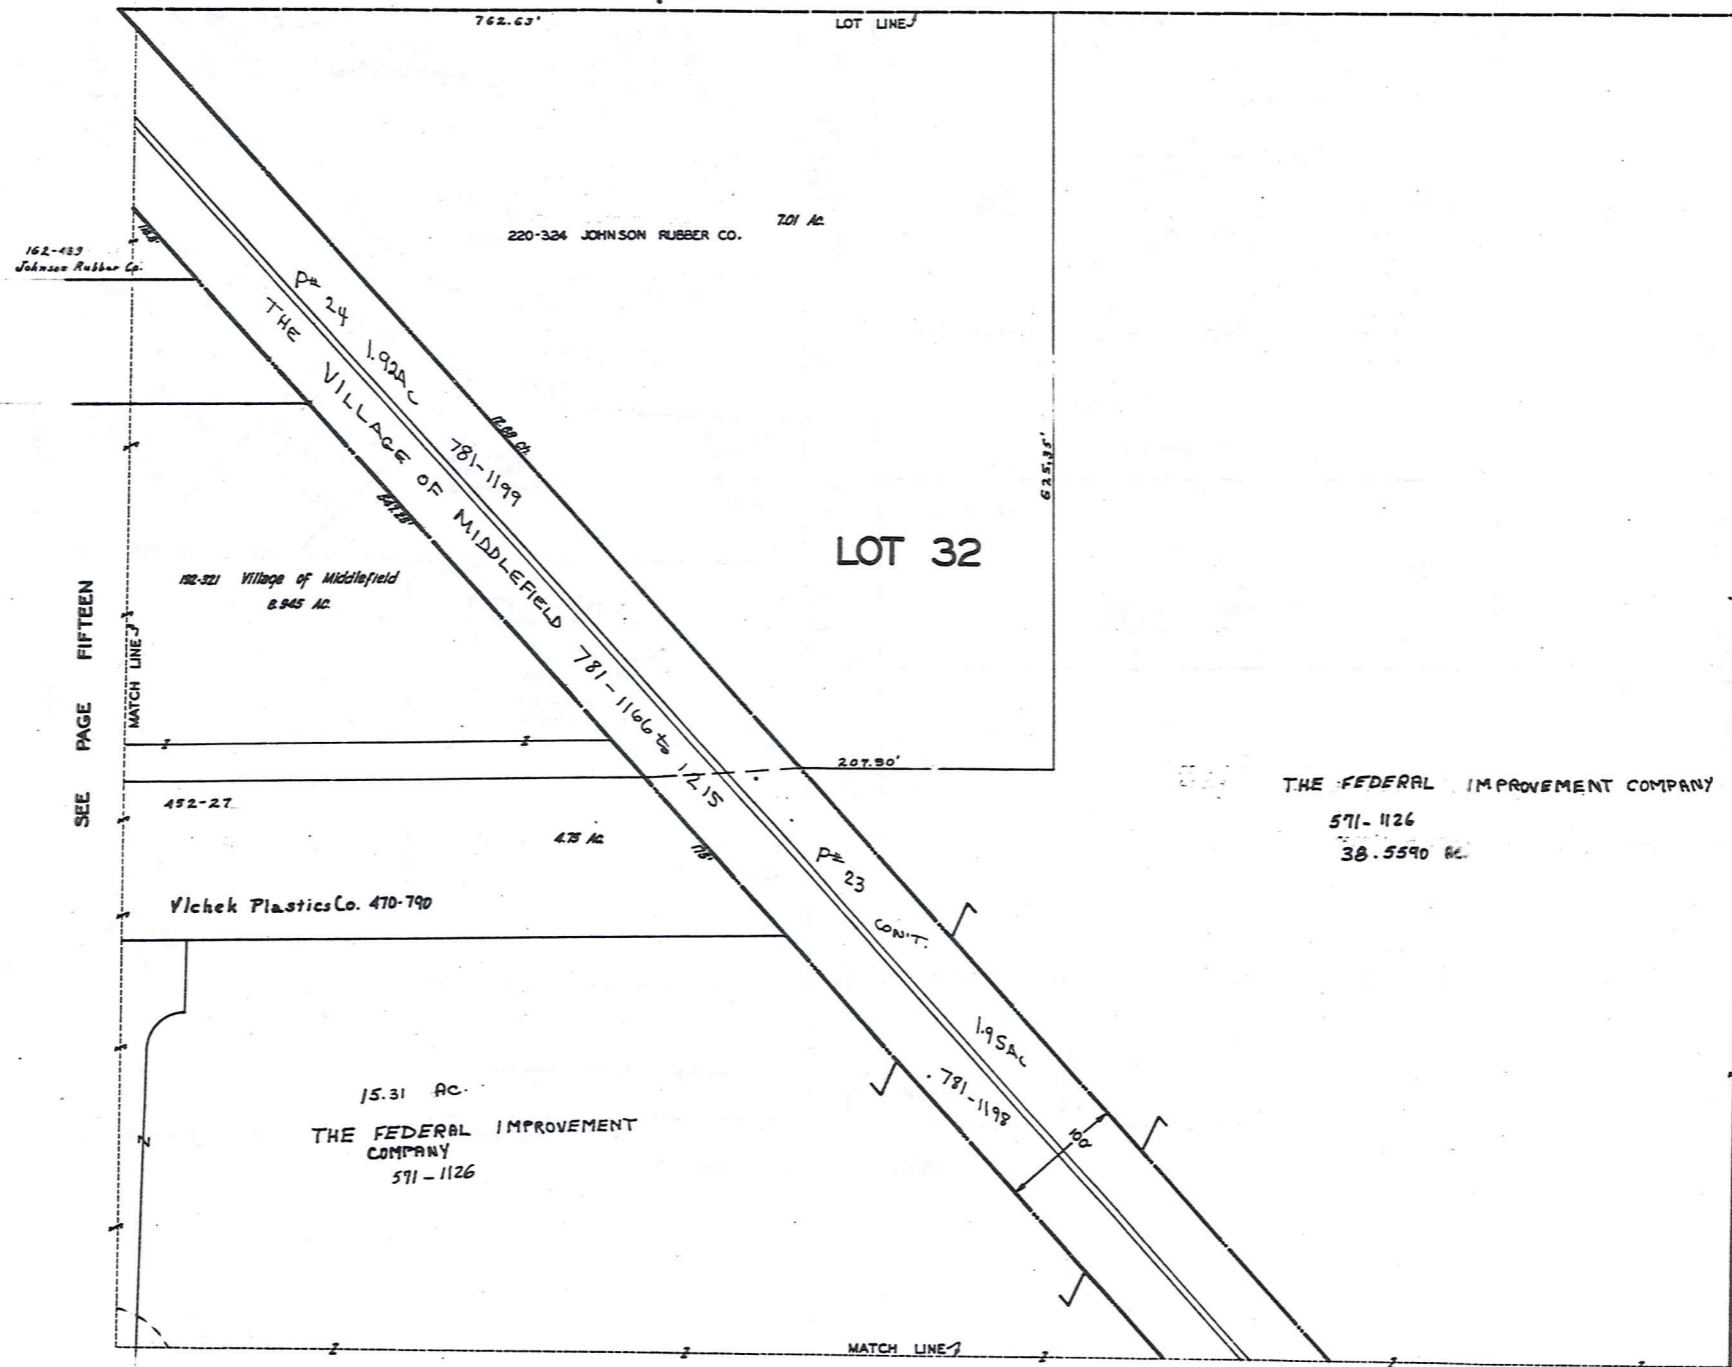 762.63'
LOT LINE
7.01 AC.
220-324 JOHNSON RUBBER CO.
162-439
Johnson Rubber Co.
P# 24
1.92Ac
781-1199
THE VILLAGE OF MIDDLEFIELD 781-1166 to 1215
625.35'
LOT 32
Village of Middlefield
8.945 AC.
SEE PAGE FIFTEEN
MATCH LINE
207.90'
452-27
4.75 AC.
175'
Vlchek Plastics Co. 470-790
THE FEDERAL IMPROVEMENT COMPANY
571-1126
38.5590 AC.
P# 23
CON'T.
1.95Ac
781-1198
100'
15.31 AC.
THE FEDERAL IMPROVEMENT
COMPANY
571-1126
MATCH LINE